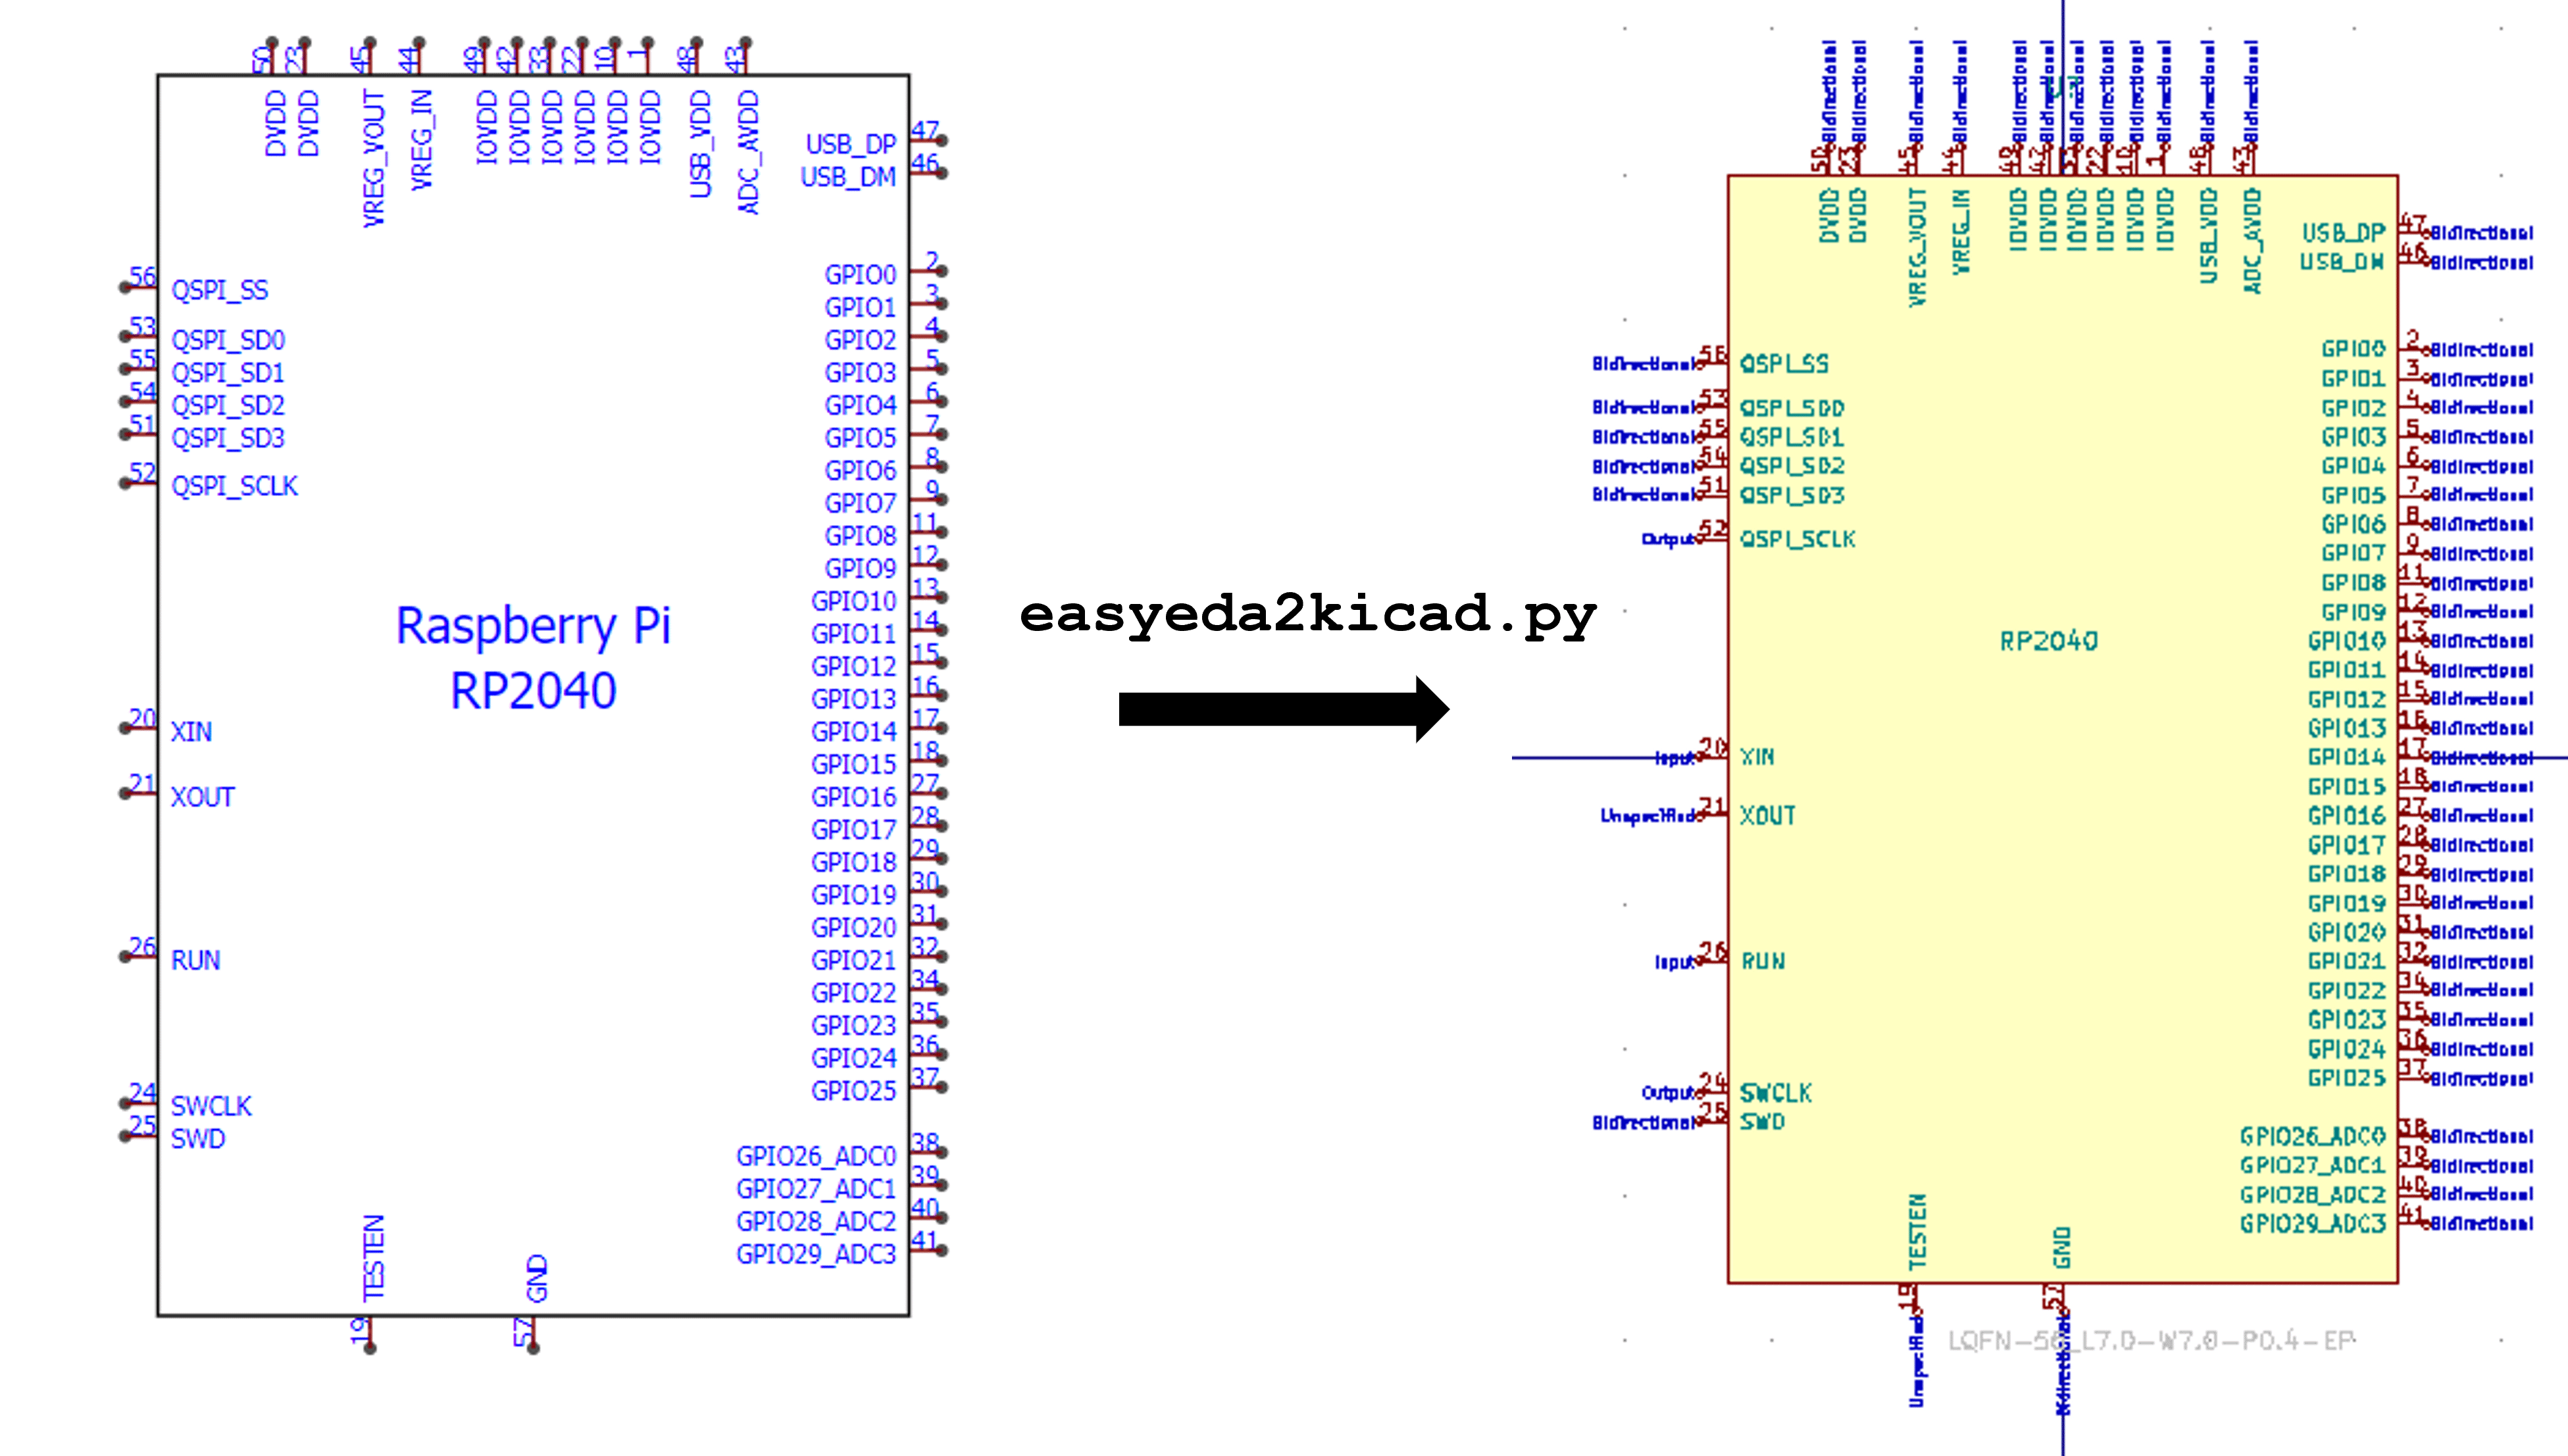 50 23 45 44 49 42 33 22 10 1 48 43
DVDD DVDD VREG_VOUT VREG_IN IOVDD IOVDD IOVDD IOVDD IOVDD IOVDD USB_VDD ADC_AVDD
USB_DP 47
USB_DM 46
56 QSPI_SS
53 QSPI_SD0
55 QSPI_SD1
54 QSPI_SD2
51 QSPI_SD3
52 QSPI_SCLK
20 XIN
21 XOUT
26 RUN
24 SWCLK
25 SWD
Raspberry Pi
RP2040
GPIO0 2
GPIO1 3
GPIO2 4
GPIO3 5
GPIO4 6
GPIO5 7
GPIO6 8
GPIO7 9
GPIO8 11
GPIO9 12
GPIO10 13
GPIO11 14
GPIO12 15
GPIO13 16
GPIO14 17
GPIO15 18
GPIO16 27
GPIO17 28
GPIO18 29
GPIO19 30
GPIO20 31
GPIO21 32
GPIO22 34
GPIO23 35
GPIO24 36
GPIO25 37
GPIO26_ADC0 38
GPIO27_ADC1 39
GPIO28_ADC2 40
GPIO29_ADC3 41
TESTEN GND
19 57
easyeda2kicad.py
Bidirectional Bidirectional Bidirectional Bidirectional Bidirectional Bidirectional Bidirectional Bidirectional Bidirectional Bidirectional Bidirectional Bidirectional
50 23 45 44 49 42 33 22 10 1 48 43
DVDD DVDD VREG_VOUT VREG_IN IOVDD IOVDD IOVDD IOVDD IOVDD IOVDD USB_VDD ADC_AVDD
USB_DP 47 Bidirectional
USB_DM 46 Bidirectional
Bidirectional 56 QSPI_SS
Bidirectional 53 QSPI_SD0
Bidirectional 55 QSPI_SD1
Bidirectional 54 QSPI_SD2
Bidirectional 51 QSPI_SD3
Output 52 QSPI_SCLK
Input 20 XIN
Unspecified 21 XOUT
Input 26 RUN
Output 24 SWCLK
Bidirectional 25 SWD
RP2040
GPIO0 2 Bidirectional
GPIO1 3 Bidirectional
GPIO2 4 Bidirectional
GPIO3 5 Bidirectional
GPIO4 6 Bidirectional
GPIO5 7 Bidirectional
GPIO6 8 Bidirectional
GPIO7 9 Bidirectional
GPIO8 11 Bidirectional
GPIO9 12 Bidirectional
GPIO10 13 Bidirectional
GPIO11 14 Bidirectional
GPIO12 15 Bidirectional
GPIO13 16 Bidirectional
GPIO14 17 Bidirectional
GPIO15 18 Bidirectional
GPIO16 27 Bidirectional
GPIO17 28 Bidirectional
GPIO18 29 Bidirectional
GPIO19 30 Bidirectional
GPIO20 31 Bidirectional
GPIO21 32 Bidirectional
GPIO22 34 Bidirectional
GPIO23 35 Bidirectional
GPIO24 36 Bidirectional
GPIO25 37 Bidirectional
GPIO26_ADC0 38 Bidirectional
GPIO27_ADC1 39 Bidirectional
GPIO28_ADC2 40 Bidirectional
GPIO29_ADC3 41 Bidirectional
TESTEN GND
19 57
Unspecified Bidirectional
LQFN-56_L7.0-W7.0-P0.4-EP